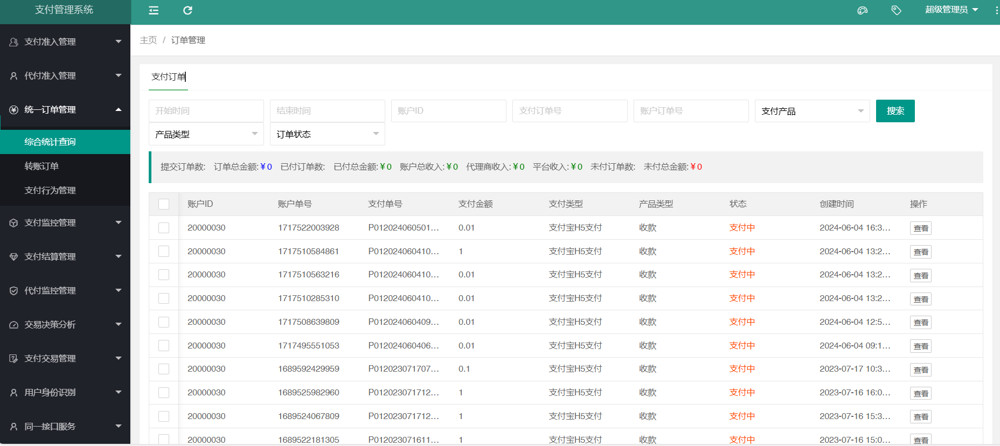 支付管理系统
超级管理员
支付准入管理
代付准入管理
统一订单管理
综合统计查询
转账订单
支付行为管理
支付监控管理
支付结算管理
代付监控管理
交易决策分析
支付交易管理
用户身份识别
同一接口服务
主页 / 订单管理
支付订单
开始时间 结束时间 账户ID 支付订单号 账户订单号 支付产品 搜索
产品类型 订单状态
提交订单数: 订单总金额:¥0 已付订单数: 已付总金额:¥0 账户总收入:¥0 代理商收入:¥0 平台收入:¥0 未付订单数: 未付总金额:¥0
账户ID 账户单号 支付单号 支付金额 支付类型 产品类型 状态 创建时间 操作
20000030 1717522003928 P012024060501... 0.01 支付宝H5支付 收款 支付中 2024-06-04 16:3... 查看
20000030 1717510584861 P012024060410... 1 支付宝H5支付 收款 支付中 2024-06-04 13:2... 查看
20000030 1717510563216 P012024060410... 0.01 支付宝H5支付 收款 支付中 2024-06-04 13:2... 查看
20000030 1717510285310 P012024060410... 0.01 支付宝H5支付 收款 支付中 2024-06-04 13:2... 查看
20000030 1717508639809 P012024060409... 0.01 支付宝H5支付 收款 支付中 2024-06-04 12:5... 查看
20000030 1717495551053 P012024060406... 0.01 支付宝H5支付 收款 支付中 2024-06-04 09:1... 查看
20000030 1689592429959 P012023071707... 0.1 支付宝H5支付 收款 支付中 2023-07-17 10:3... 查看
20000030 1689525982960 P012023071712... 1 支付宝H5支付 收款 支付中 2023-07-16 16:0... 查看
20000030 1689524067809 P012023071712... 1 支付宝H5支付 收款 支付中 2023-07-16 15:3... 查看
20000030 1689522181305 P012023071611... 1 支付宝H5支付 收款 支付中 2023-07-16 15:0... 查看